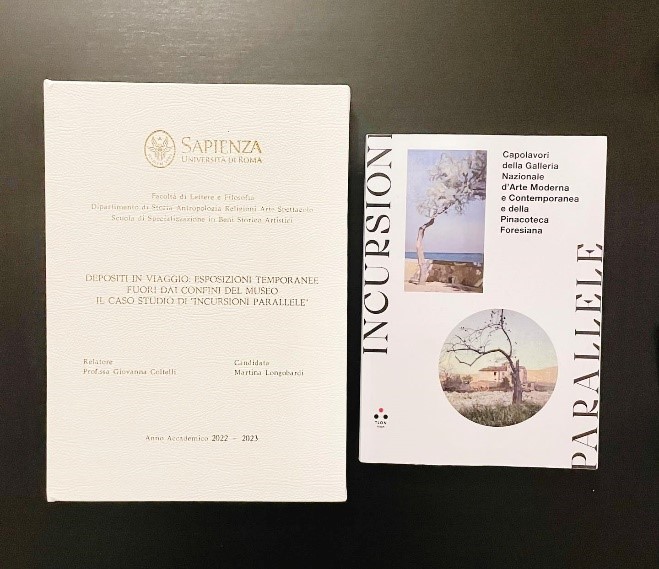 SAPIENZA
UNIVERSITÀ DI ROMA
Facoltà di Lettere e Filosofia
Dipartimento di Storia Antropologia Religioni Arte Spettacolo
Scuola di Specializzazione in Beni Storico Artistici
DEPOSITI IN VIAGGIO: ESPOSIZIONI TEMPORANEE
FUORI DAI CONFINI DEL MUSEO
IL CASO STUDIO DI "INCURSIONI PARALLELE"
Relatore
Prof.ssa Giovanna Coltelli
Candidata
Martina Longobardi
Anno Accademico 2022 - 2023
INCURSIONI
Capolavori
della Galleria
Nazionale
d'Arte Moderna
e Contemporanea
e della
Pinacoteca
Foresiana
PARALLELE
TLON